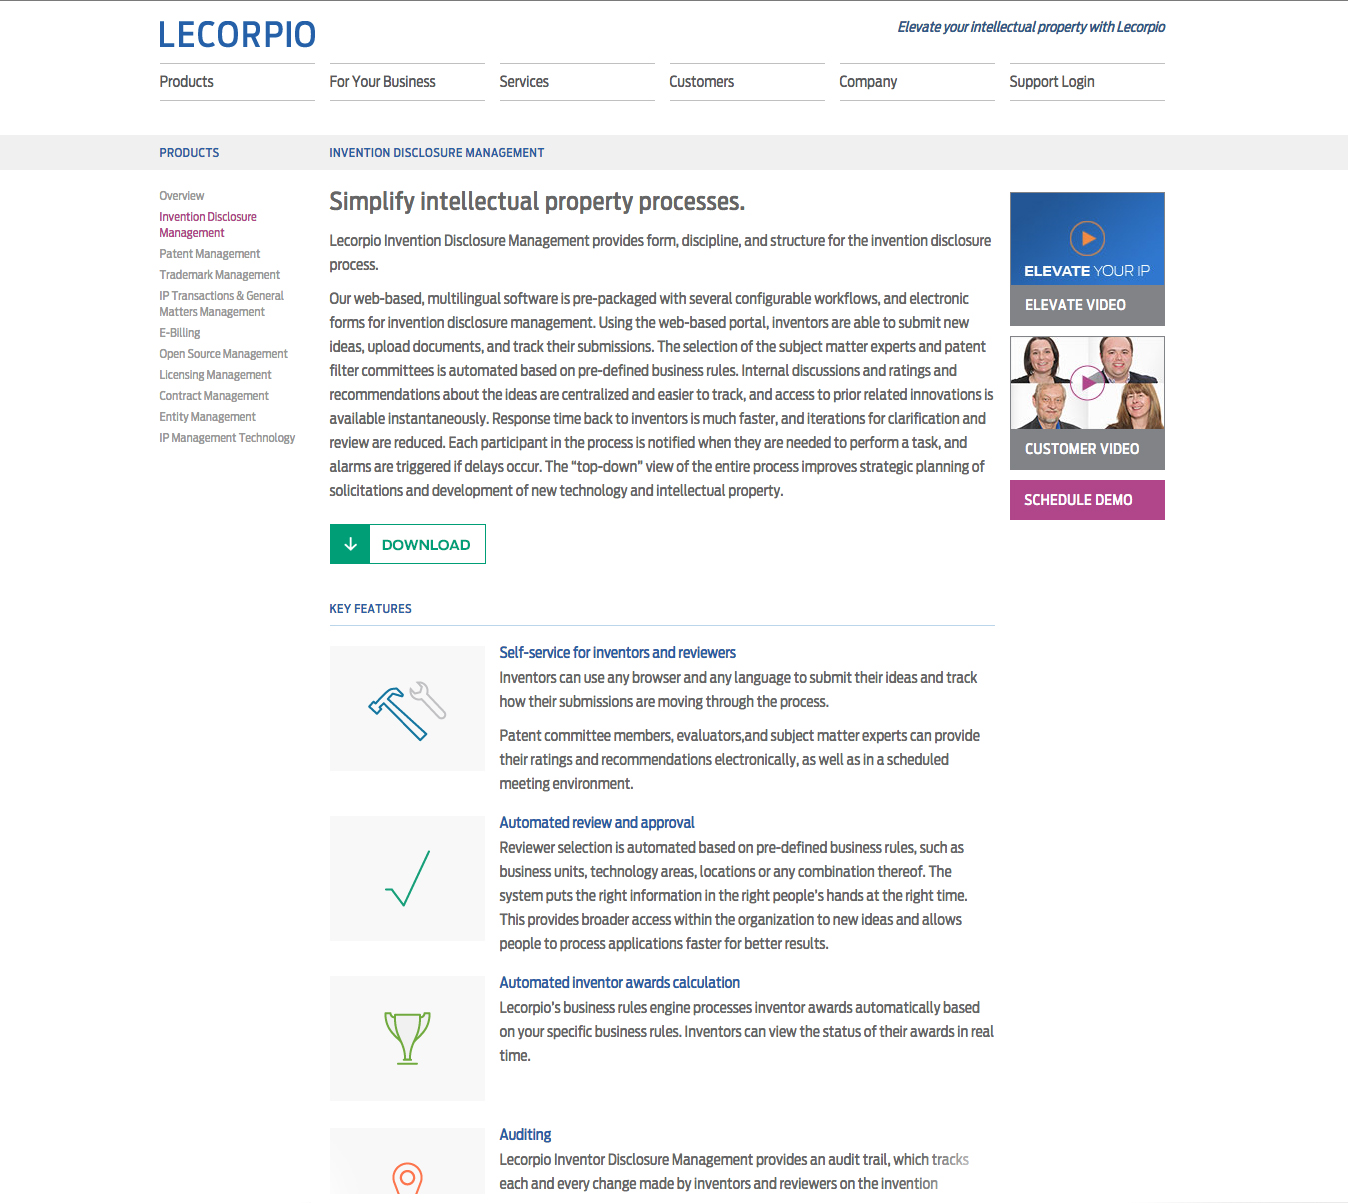 LECORPIO
Elevate your intellectual property with Lecorpio
Products
For Your Business
Services
Customers
Company
Support Login
PRODUCTS
INVENTION DISCLOSURE MANAGEMENT
Overview
Invention Disclosure
Management
Patent Management
Trademark Management
IP Transactions & General
Matters Management
E-Billing
Open Source Management
Licensing Management
Contract Management
Entity Management
IP Management Technology
Simplify intellectual property processes.
Lecorpio Invention Disclosure Management provides form, discipline, and structure for the invention disclosure
process.
Our web-based, multilingual software is pre-packaged with several configurable workflows, and electronic
forms for invention disclosure management. Using the web-based portal, inventors are able to submit new
ideas, upload documents, and track their submissions. The selection of the subject matter experts and patent
filter committees is automated based on pre-defined business rules. Internal discussions and ratings and
recommendations about the ideas are centralized and easier to track, and access to prior related innovations is
available instantaneously. Response time back to inventors is much faster, and iterations for clarification and
review are reduced. Each participant in the process is notified when they are needed to perform a task, and
alarms are triggered if delays occur. The “top-down” view of the entire process improves strategic planning of
solicitations and development of new technology and intellectual property.
DOWNLOAD
ELEVATE YOUR IP
ELEVATE VIDEO
CUSTOMER VIDEO
SCHEDULE DEMO
KEY FEATURES
Self-service for inventors and reviewers
Inventors can use any browser and any language to submit their ideas and track
how their submissions are moving through the process.
Patent committee members, evaluators,and subject matter experts can provide
their ratings and recommendations electronically, as well as in a scheduled
meeting environment.
Automated review and approval
Reviewer selection is automated based on pre-defined business rules, such as
business units, technology areas, locations or any combination thereof. The
system puts the right information in the right people’s hands at the right time.
This provides broader access within the organization to new ideas and allows
people to process applications faster for better results.
Automated inventor awards calculation
Lecorpio’s business rules engine processes inventor awards automatically based
on your specific business rules. Inventors can view the status of their awards in real
time.
Auditing
Lecorpio Inventor Disclosure Management provides an audit trail, which tracks
each and every change made by inventors and reviewers on the invention